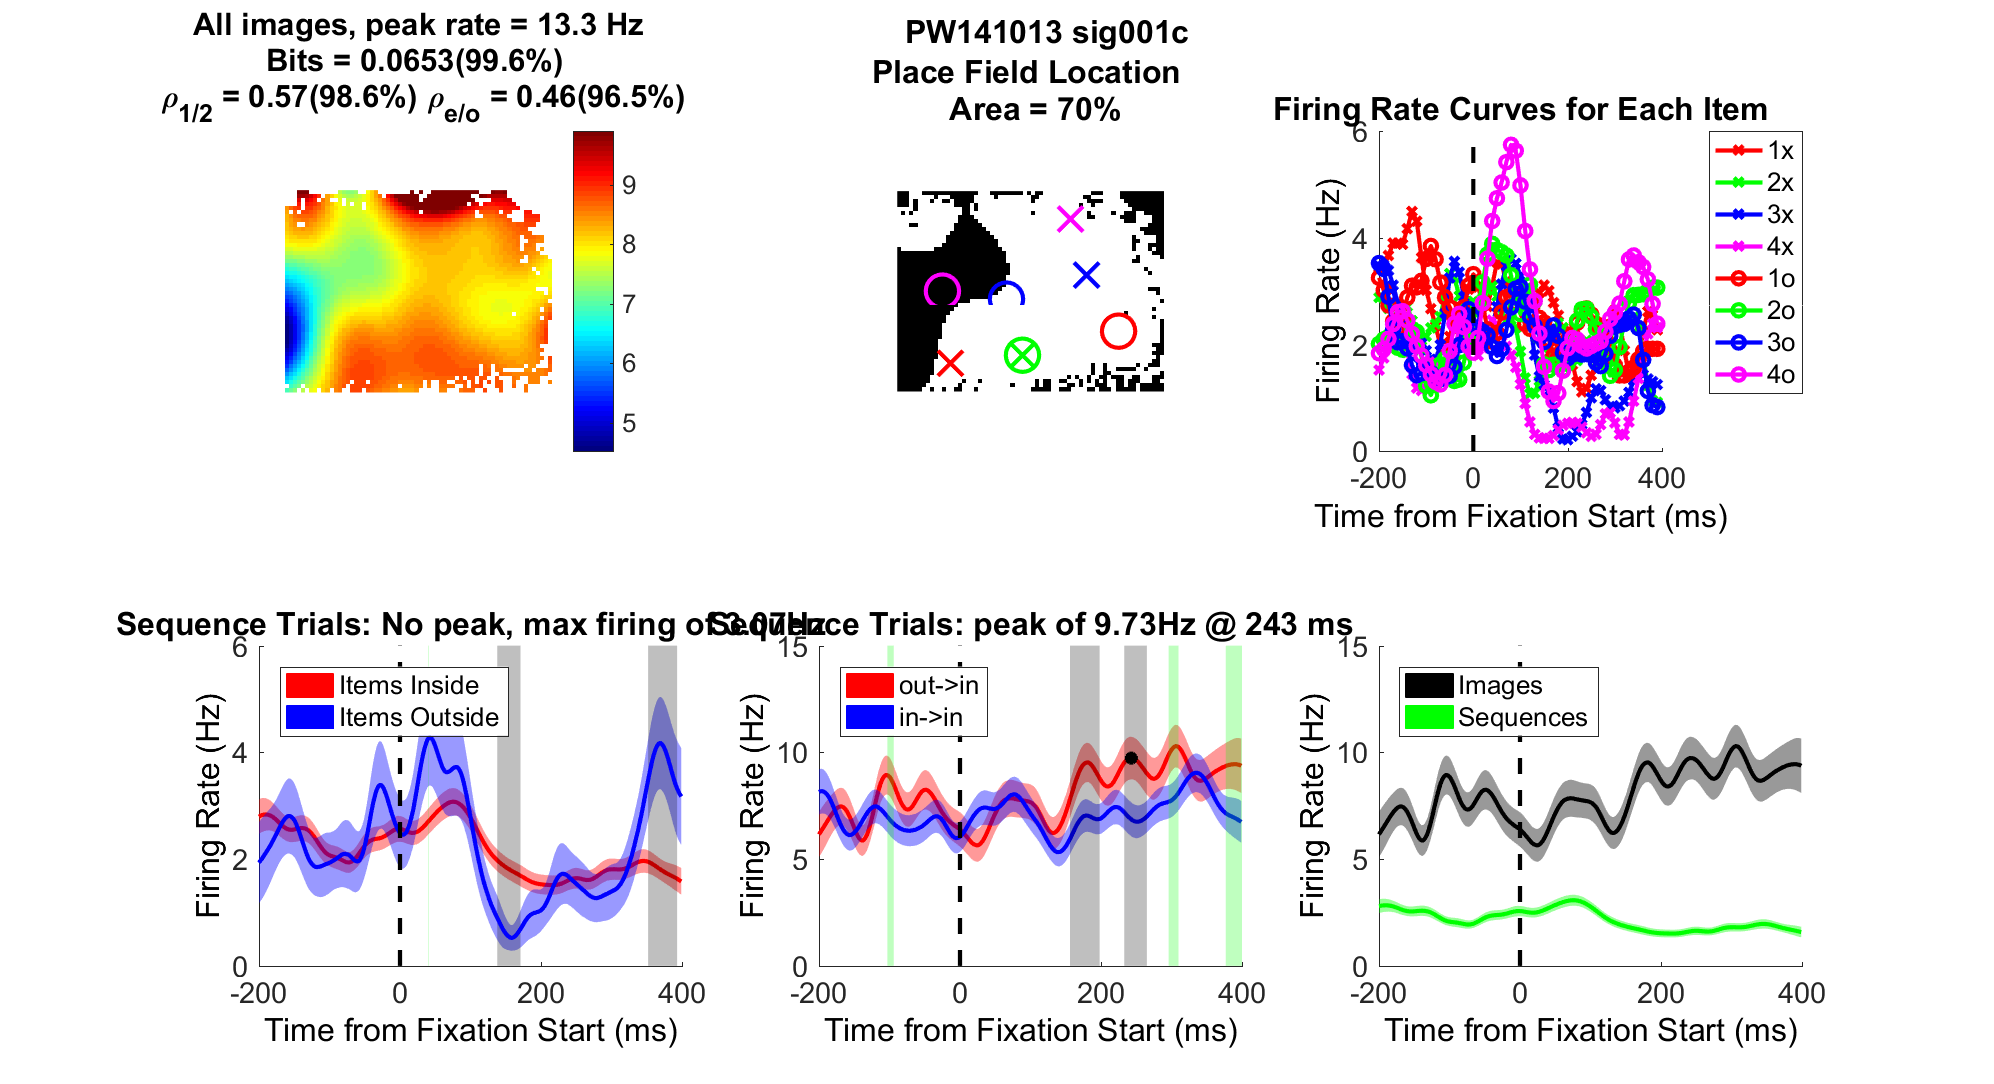 All images, peak rate = 13.3 Hz
Bits = 0.0653(99.6%)
ρ1/2 = 0.57(98.6%) ρe/o = 0.46(96.5%)
9
8
7
6
5
PW141013 sig001c
Place Field Location
Area = 70%
Firing Rate Curves for Each Item
6
4
2
0
-200
0
200
400
Firing Rate (Hz)
Time from Fixation Start (ms)
1x
2x
3x
4x
1o
2o
3o
4o
Sequence Trials: No peak, max firing of 3.07Hz
6
4
2
0
-200
0
200
400
Firing Rate (Hz)
Time from Fixation Start (ms)
Items Inside
Items Outside
Sequence Trials: peak of 9.73Hz @ 243 ms
15
10
5
0
-200
0
200
400
Firing Rate (Hz)
Time from Fixation Start (ms)
out->in
in->in
15
10
5
0
-200
0
200
400
Firing Rate (Hz)
Time from Fixation Start (ms)
Images
Sequences